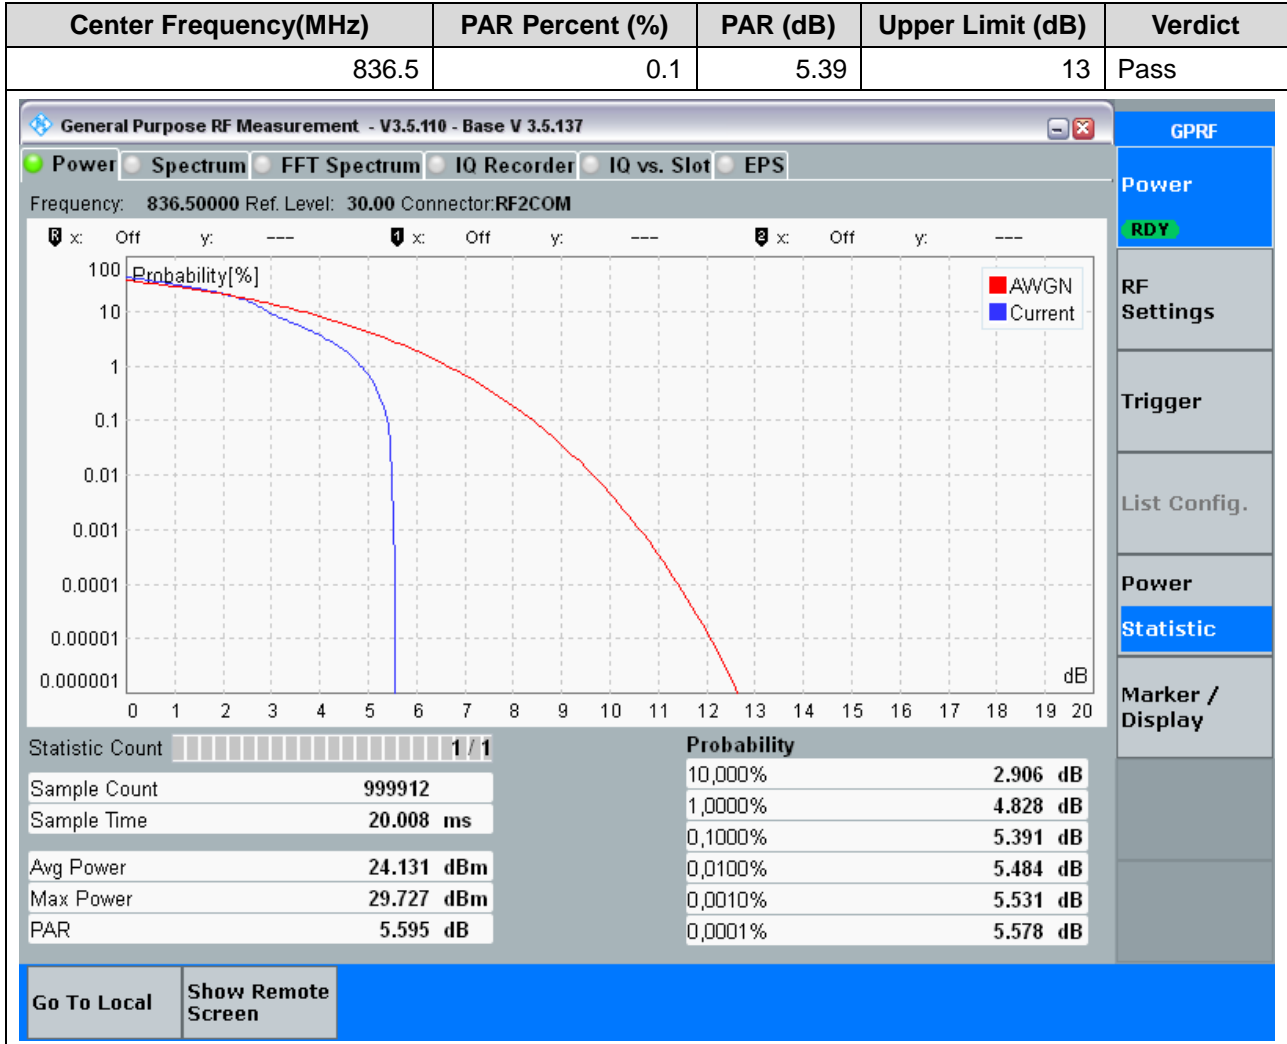 Center Frequency(MHz) PAR Percent (%) PAR (dB) Upper Limit (dB) Verdict
836.5 0.1 5.39 13 Pass
General Purpose RF Measurement - V3.5.110 - Base V 3.5.137
GPRF
Power Spectrum FFT Spectrum IQ Recorder IQ vs. Slot EPS
Frequency: 836.50000 Ref. Level: 30.00 Connector:RF2COM
R x: Off y: --- 1 x: Off y: --- 2 x: Off y: ---
Probability[%]
AWGN
Current
100
10
1
0.1
0.01
0.001
0.0001
0.00001
0.000001
dB
0 1 2 3 4 5 6 7 8 9 10 11 12 13 14 15 16 17 18 19 20
Statistic Count 1 / 1
Sample Count 999912
Sample Time 20.008 ms
Avg Power 24.131 dBm
Max Power 29.727 dBm
PAR 5.595 dB
Probability
10,000% 2.906 dB
1,0000% 4.828 dB
0,1000% 5.391 dB
0,0100% 5.484 dB
0,0010% 5.531 dB
0,0001% 5.578 dB
Power
RDY
RF
Settings
Trigger
List Config.
Power
Statistic
Marker /
Display
Go To Local
Show Remote
Screen